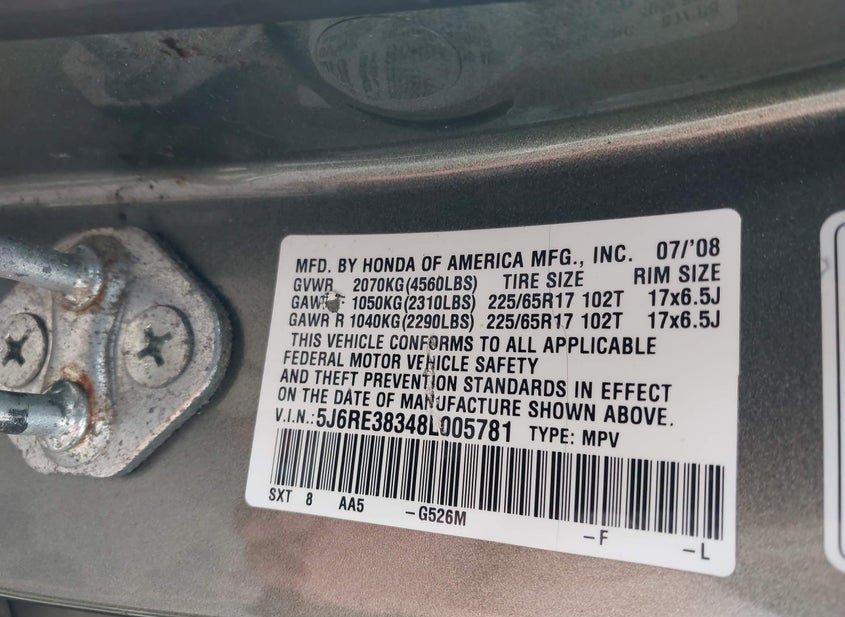 MFD. BY HONDA OF AMERICA MFG., INC. 07/'08
GVWR 2070KG(4560LBS) TIRE SIZE RIM SIZE
1050KG(2310LBS) 225/65R17 102T 17x6.5J
GAWR R 1040KG(2290LBS) 225/65R17 102T 17x6.5J
THIS VEHICLE CONFORMS TO ALL APPLICABLE
FEDERAL MOTOR VEHICLE SAFETY
AND THEFT PREVENTION STANDARDS IN EFFECT
ON THE DATE OF MANUFACTURE SHOWN ABOVE.
V.I.N.:5J6RE38348L005781 TYPE: MPV
SXT 8 AA5 -G526M -F -L